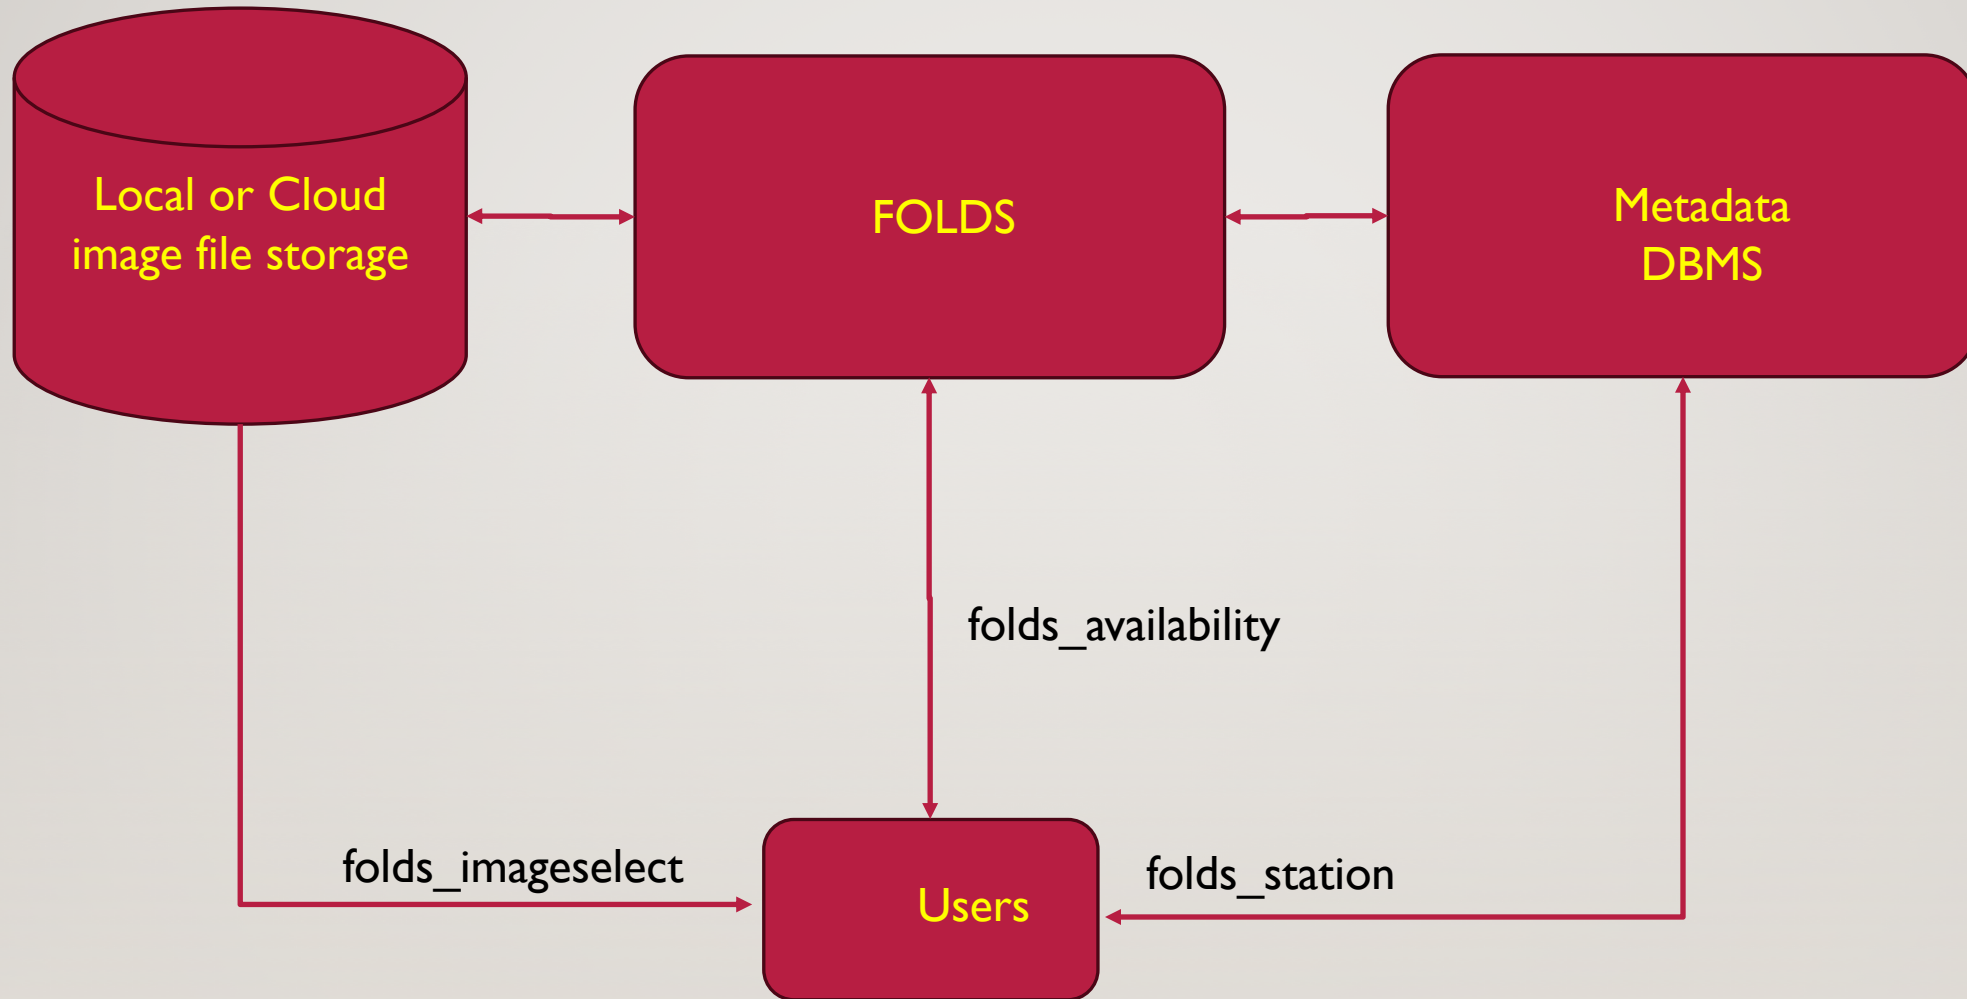 Local or Cloud
image file storage
FOLDS
Metadata
DBMS
folds_availability
folds_imageselect
folds_station
Users